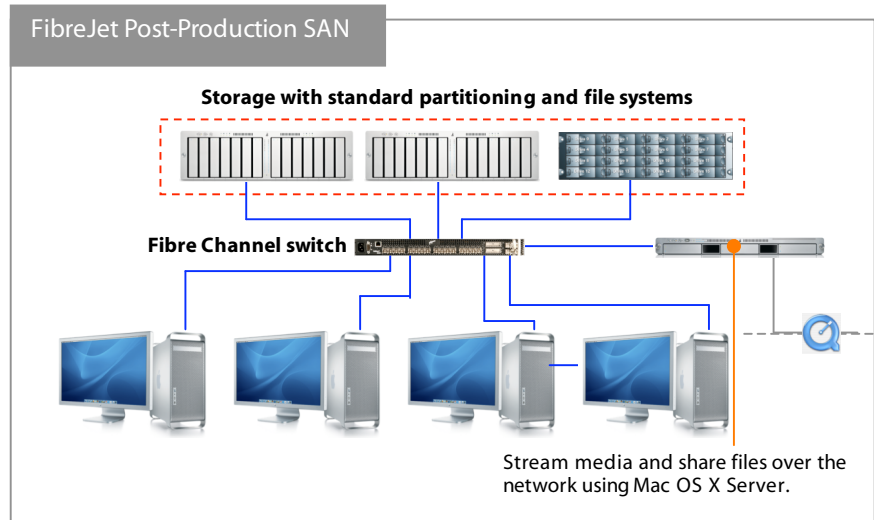 FibreJet Post-Production SAN
Storage with standard partitioning and file systems
Fibre Channel switch
Stream media and share files over the
network using Mac OS X Server.